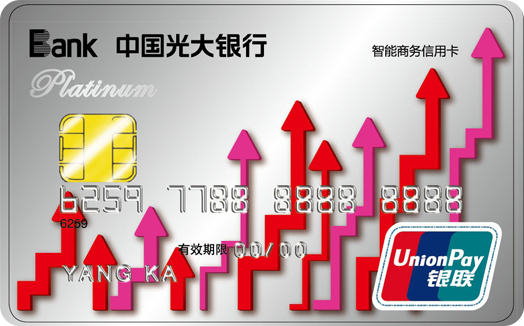 Bank 中国光大银行
智能商务信用卡
Platinum
6259 7788 8888 8888
6259
有效期限 00/00
YANG KA
UnionPay
银联